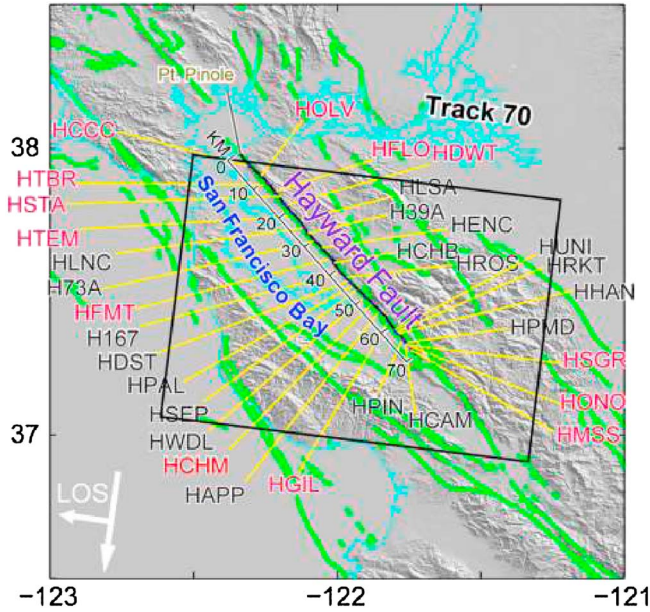 Pt. Pinole
Track 70
HOLV
HCCC
38
KM
HFLO
HDWT
HTBR
0
HLSA
HSTA
10
H39A
San Francisco Bay
Hayward Fault
HTEM
20
HENC
HLNC
30
HCHB
HUNI
H73A
40
HROS
HRKT
HFMT
50
HHAN
H167
60
HPMD
HDST
70
HSGR
HPAL
HPIN
HONO
HSEP
HCAM
HMSS
37
HWDL
HCHM
HAPP
HGIL
LOS
−123
−122
−121